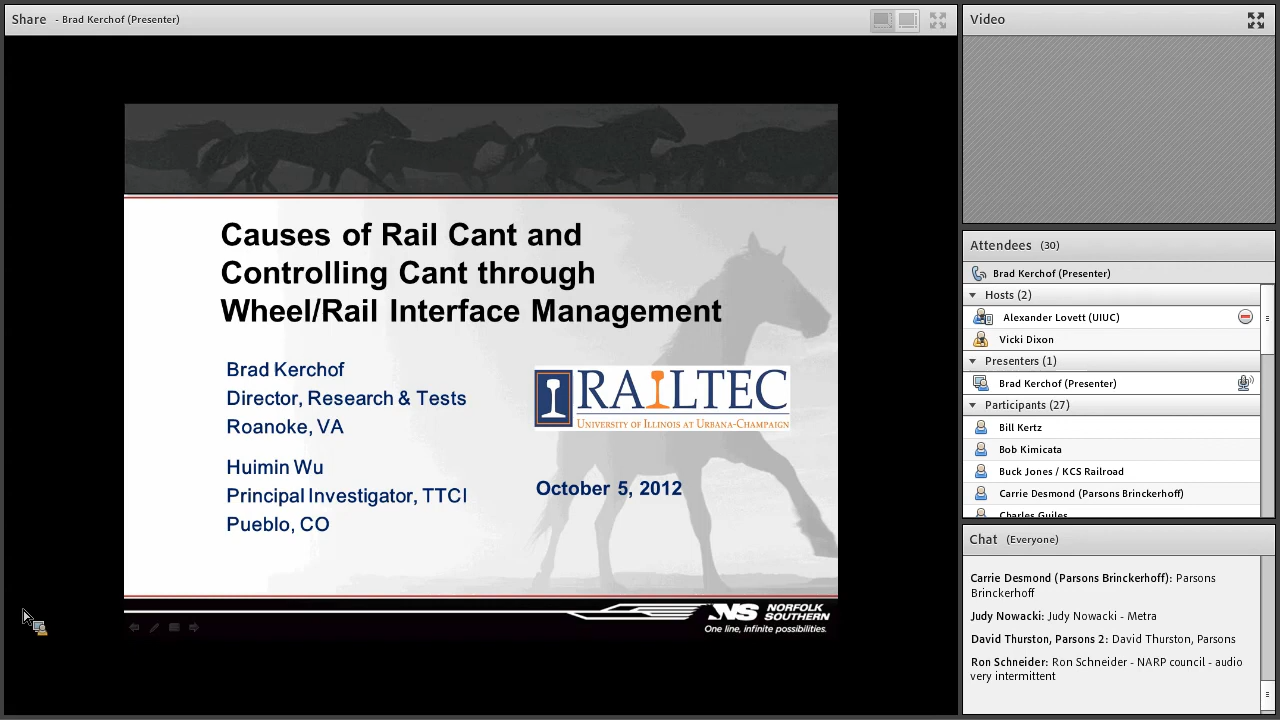 Share - Brad Kerchof (Presenter)
Causes of Rail Cant and
Controlling Cant through
Wheel/Rail Interface Management
Brad Kerchof
Director, Research & Tests
Roanoke, VA
Huimin Wu
Principal Investigator, TTCI
Pueblo, CO
RAILTEC
UNIVERSITY OF ILLINOIS AT URBANA-CHAMPAIGN
October 5, 2012
NS NORFOLK
SOUTHERN
One line, infinite possibilities.
Video
Attendees (30)
Brad Kerchof (Presenter)
Hosts (2)
Alexander Lovett (UIUC)
Vicki Dixon
Presenters (1)
Brad Kerchof (Presenter)
Participants (27)
Bill Kertz
Bob Kimicata
Buck Jones / KCS Railroad
Carrie Desmond (Parsons Brinckerhoff)
Charles Guiles
Chat (Everyone)
Carrie Desmond (Parsons Brinckerhoff): Parsons
Brinckerhoff
Judy Nowacki: Judy Nowacki - Metra
David Thurston, Parsons 2: David Thurston, Parsons
Ron Schneider: Ron Schneider - NARP council - audio
very intermittent